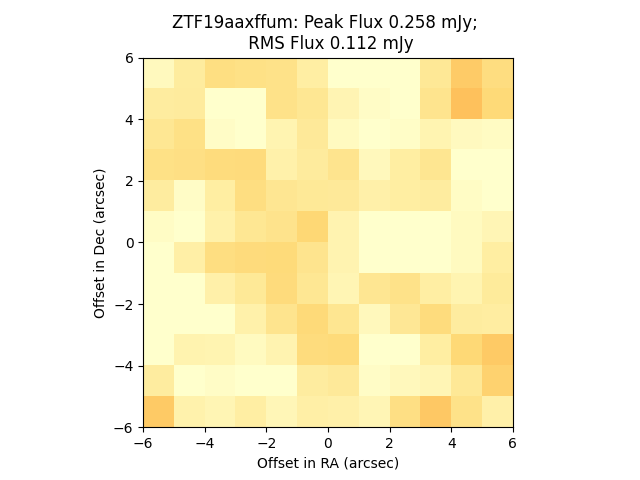 ZTF19aaxffum: Peak Flux 0.258 mJy;
RMS Flux 0.112 mJy
6
4
2
0
−2
−4
−6
Offset in Dec (arcsec)
−6 −4 −2 0 2 4 6
Offset in RA (arcsec)